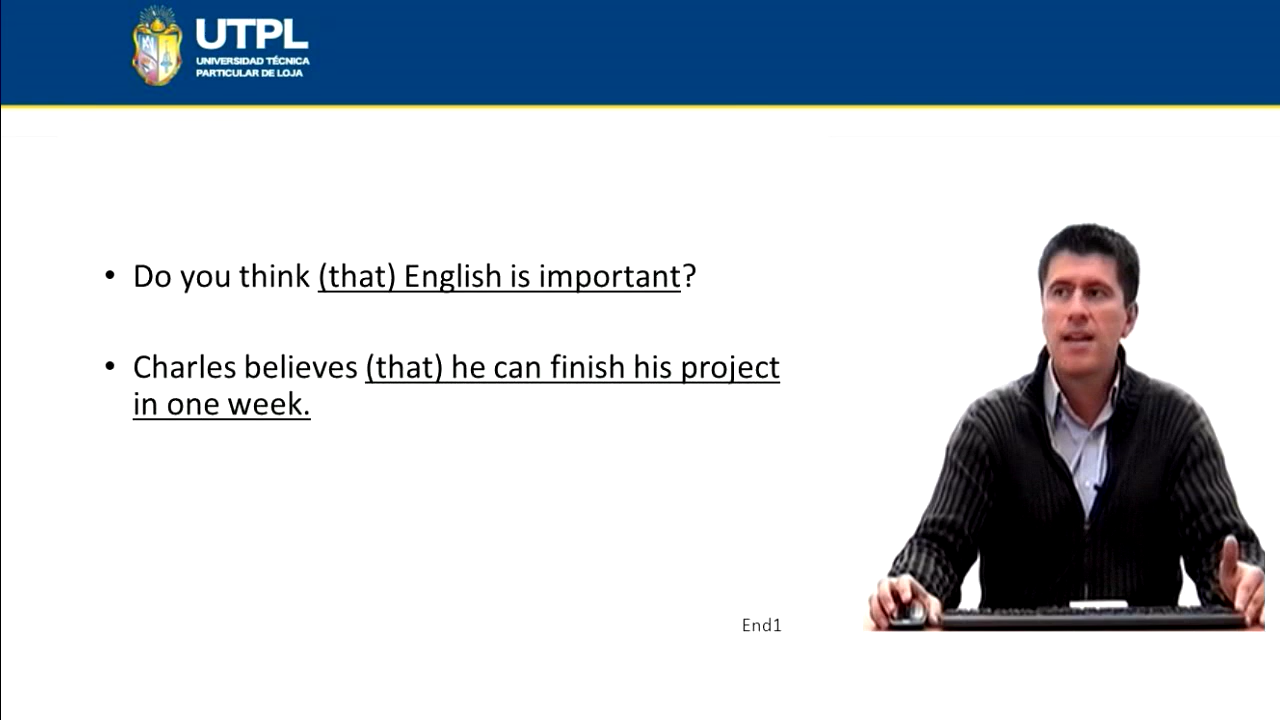 UTPL
UNIVERSIDAD TÉCNICA
PARTICULAR DE LOJA
• Do you think (that) English is important?
• Charles believes (that) he can finish his project
in one week.
End1